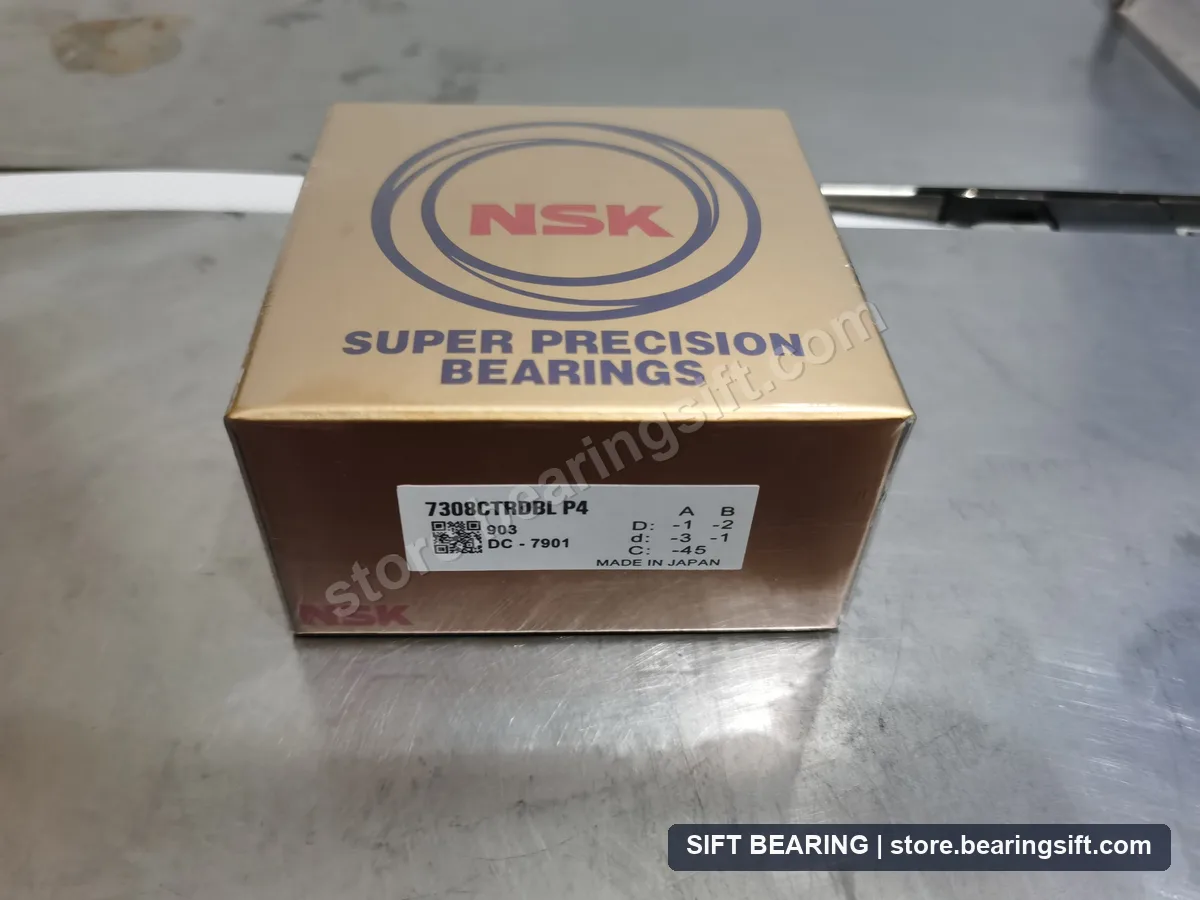 NSK
SUPER PRECISION
BEARINGS
store.bearingsift.com
7308CTRDBL P4
903
DC - 7901
A B
D: -1 -2
d: -3 -1
C: -45
MADE IN JAPAN
NSK
SIFT BEARING | store.bearingsift.com